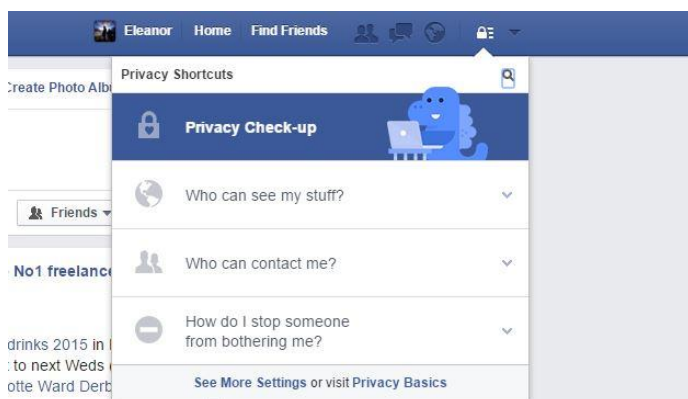 Eleanor Home Find Friends
Privacy Shortcuts
Create Photo Albu
Privacy Check-up
Who can see my stuff?
Friends
Who can contact me?
No1 freelance
How do I stop someone
from bothering me?
drinks 2015 in
to next Weds
otte Ward Derb
See More Settings or visit Privacy Basics